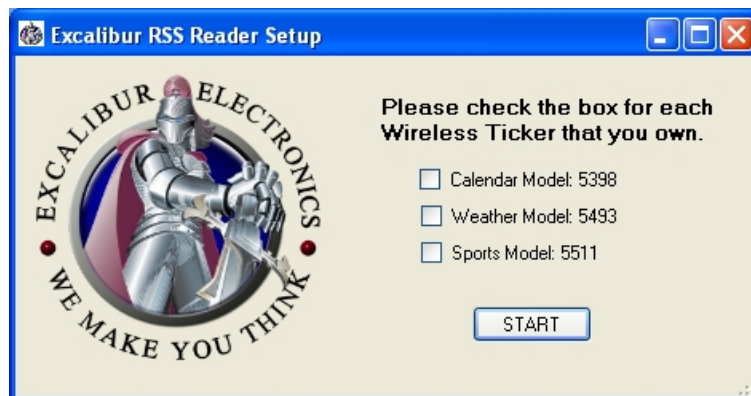 Excalibur RSS Reader Setup
EXCALIBUR ELECTRONICS
WE MAKE YOU THINK
Please check the box for each
Wireless Ticker that you own.
Calendar Model: 5398
Weather Model: 5493
Sports Model: 5511
START